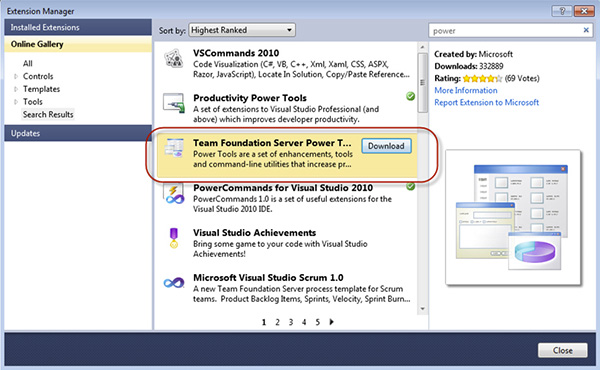 Extension Manager
Installed Extensions
Online Gallery
All
Controls
Templates
Tools
Search Results
Updates
Sort by: Highest Ranked
VSCommands 2010
Code Visualization (C#, VB, C++, Xml, Xaml, CSS, ASPX,
Razor, JavaScript), Locate In Solution, Copy/Paste Reference...
Productivity Power Tools
A set of extensions to Visual Studio Professional (and
above) which improves developer productivity.
Team Foundation Server Power T...
Download
Power Tools are a set of enhancements, tools
and command-line utilities that increase pr...
PowerCommands for Visual Studio 2010
PowerCommands 1.0 is a set of useful extensions for the
Visual Studio 2010 IDE.
Visual Studio Achievements
Bring some game to your code with Visual Studio
Achievements!
Microsoft Visual Studio Scrum 1.0
A new Team Foundation Server process template for Scrum
teams. Product Backlog Items, Sprints, Velocity, Sprint Burn...
1 2 3 4 5
power
Created by: Microsoft
Downloads: 332889
Rating: (69 Votes)
More Information
Report Extension to Microsoft
Close